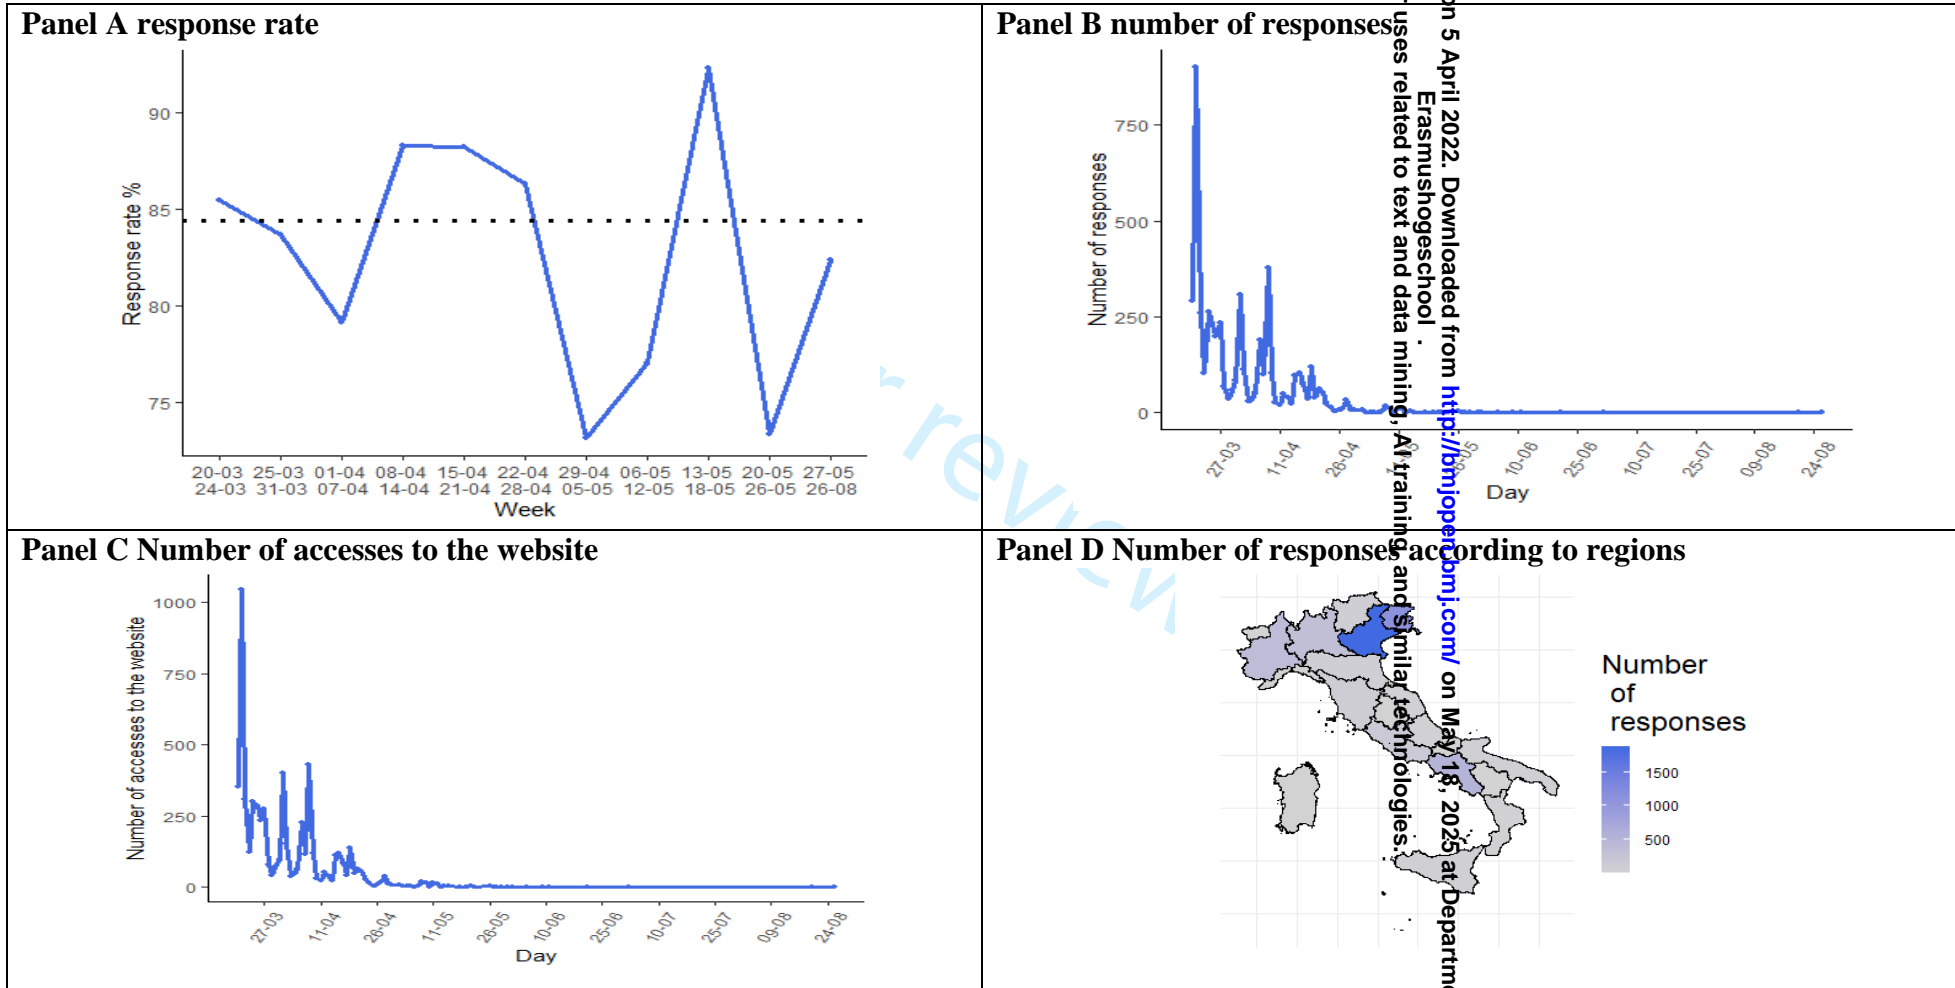 Panel A response rate
90
85
80
75
Response rate %
20-03 25-03 01-04 08-04 15-04 22-04 29-04 06-05 13-05 20-05 27-05
24-03 31-03 07-04 14-04 21-04 28-04 05-05 12-05 18-05 26-05 26-08
Week
Panel B number of responses
750
500
250
0
Number of responses
27-03 11-04 26-04 10-06 25-06 10-07 25-07 09-08 24-08
Day
Panel C Number of accesses to the website
1000
750
500
250
0
Number of accesses to the website
27-03 11-04 26-04 11-05 26-05 10-06 25-06 10-07 25-07 09-08 24-08
Day
Panel D Number of responses according to regions
Number
of
responses
1500
1000
500
review
on 5 April 2022. Downloaded from http://bmjopen.bmj.com/ on May 18, 2025 at Departme
Erasmushogeschool .
uses related to text and data mining, AI training, and similar technologies.